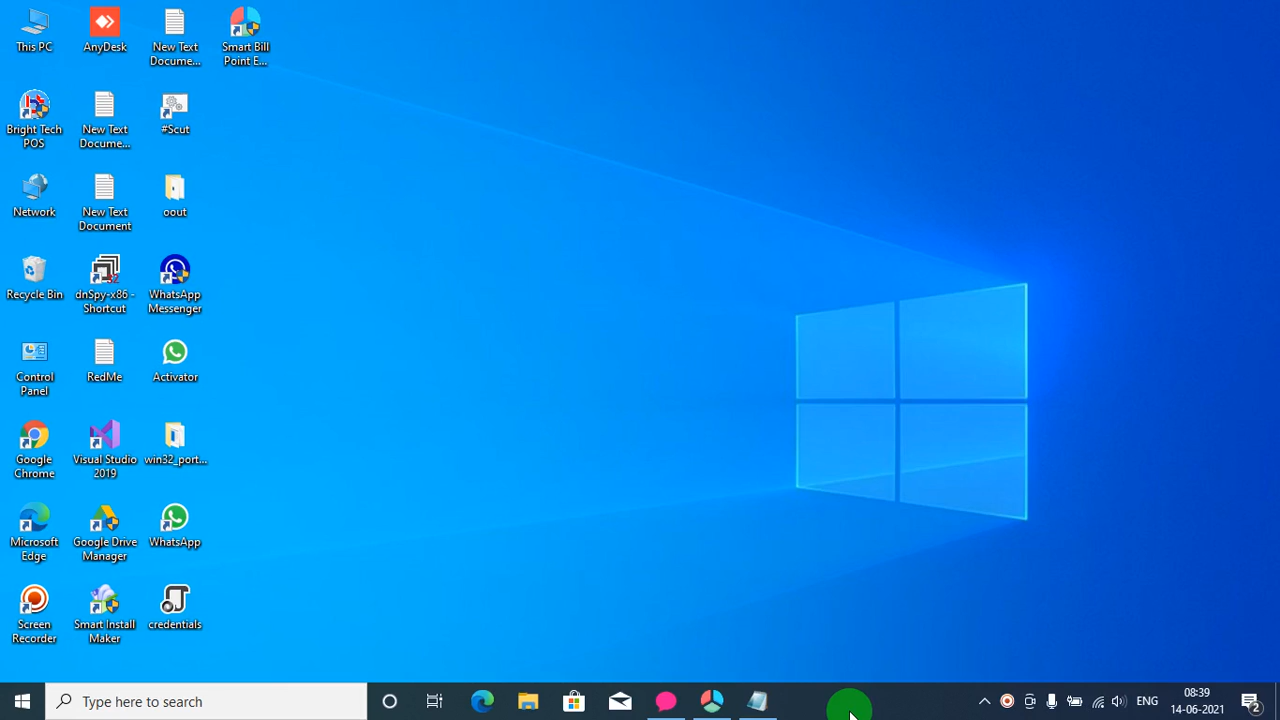 This PC
AnyDesk
New Text
Docume...
Smart Bill
Point E...
Bright Tech
POS
New Text
Docume...
#Scut
Network
New Text
Document
oout
Recycle Bin
dnSpy-x86 -
Shortcut
WhatsApp
Messenger
Control
Panel
RedMe
Activator
Google
Chrome
Visual Studio
2019
win32_port...
Microsoft
Edge
Google Drive
Manager
WhatsApp
Screen
Recorder
Smart Install
Maker
credentials
Type here to search
ENG
08:39
14-06-2021
2